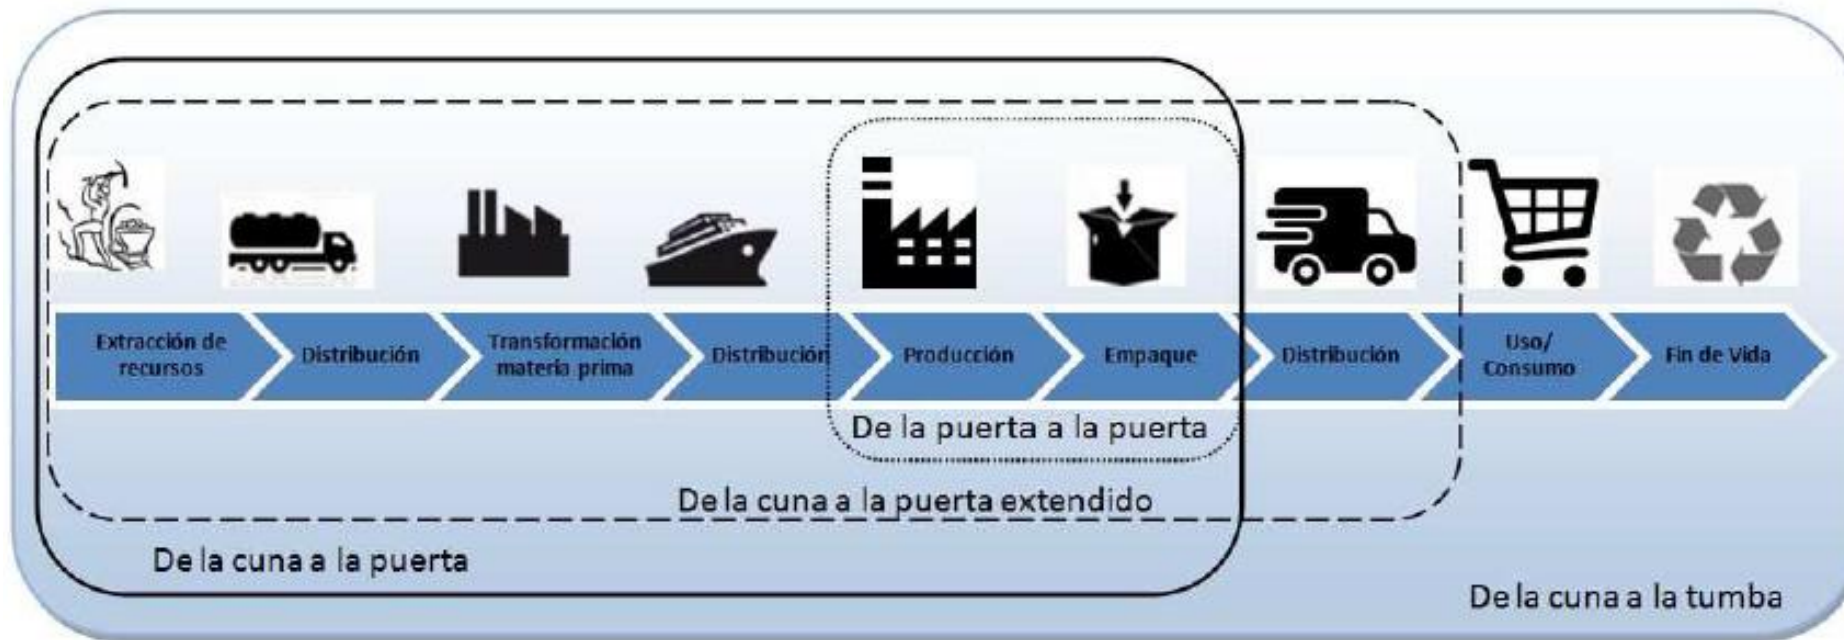 Extracción de
recursos
Distribución
Transformación
materia prima
Distribución
Producción
Empaque
Distribución
Uso/
Consumo
Fin de Vida
De la puerta a la puerta
De la cuna a la puerta extendido
De la cuna a la puerta
De la cuna a la tumba